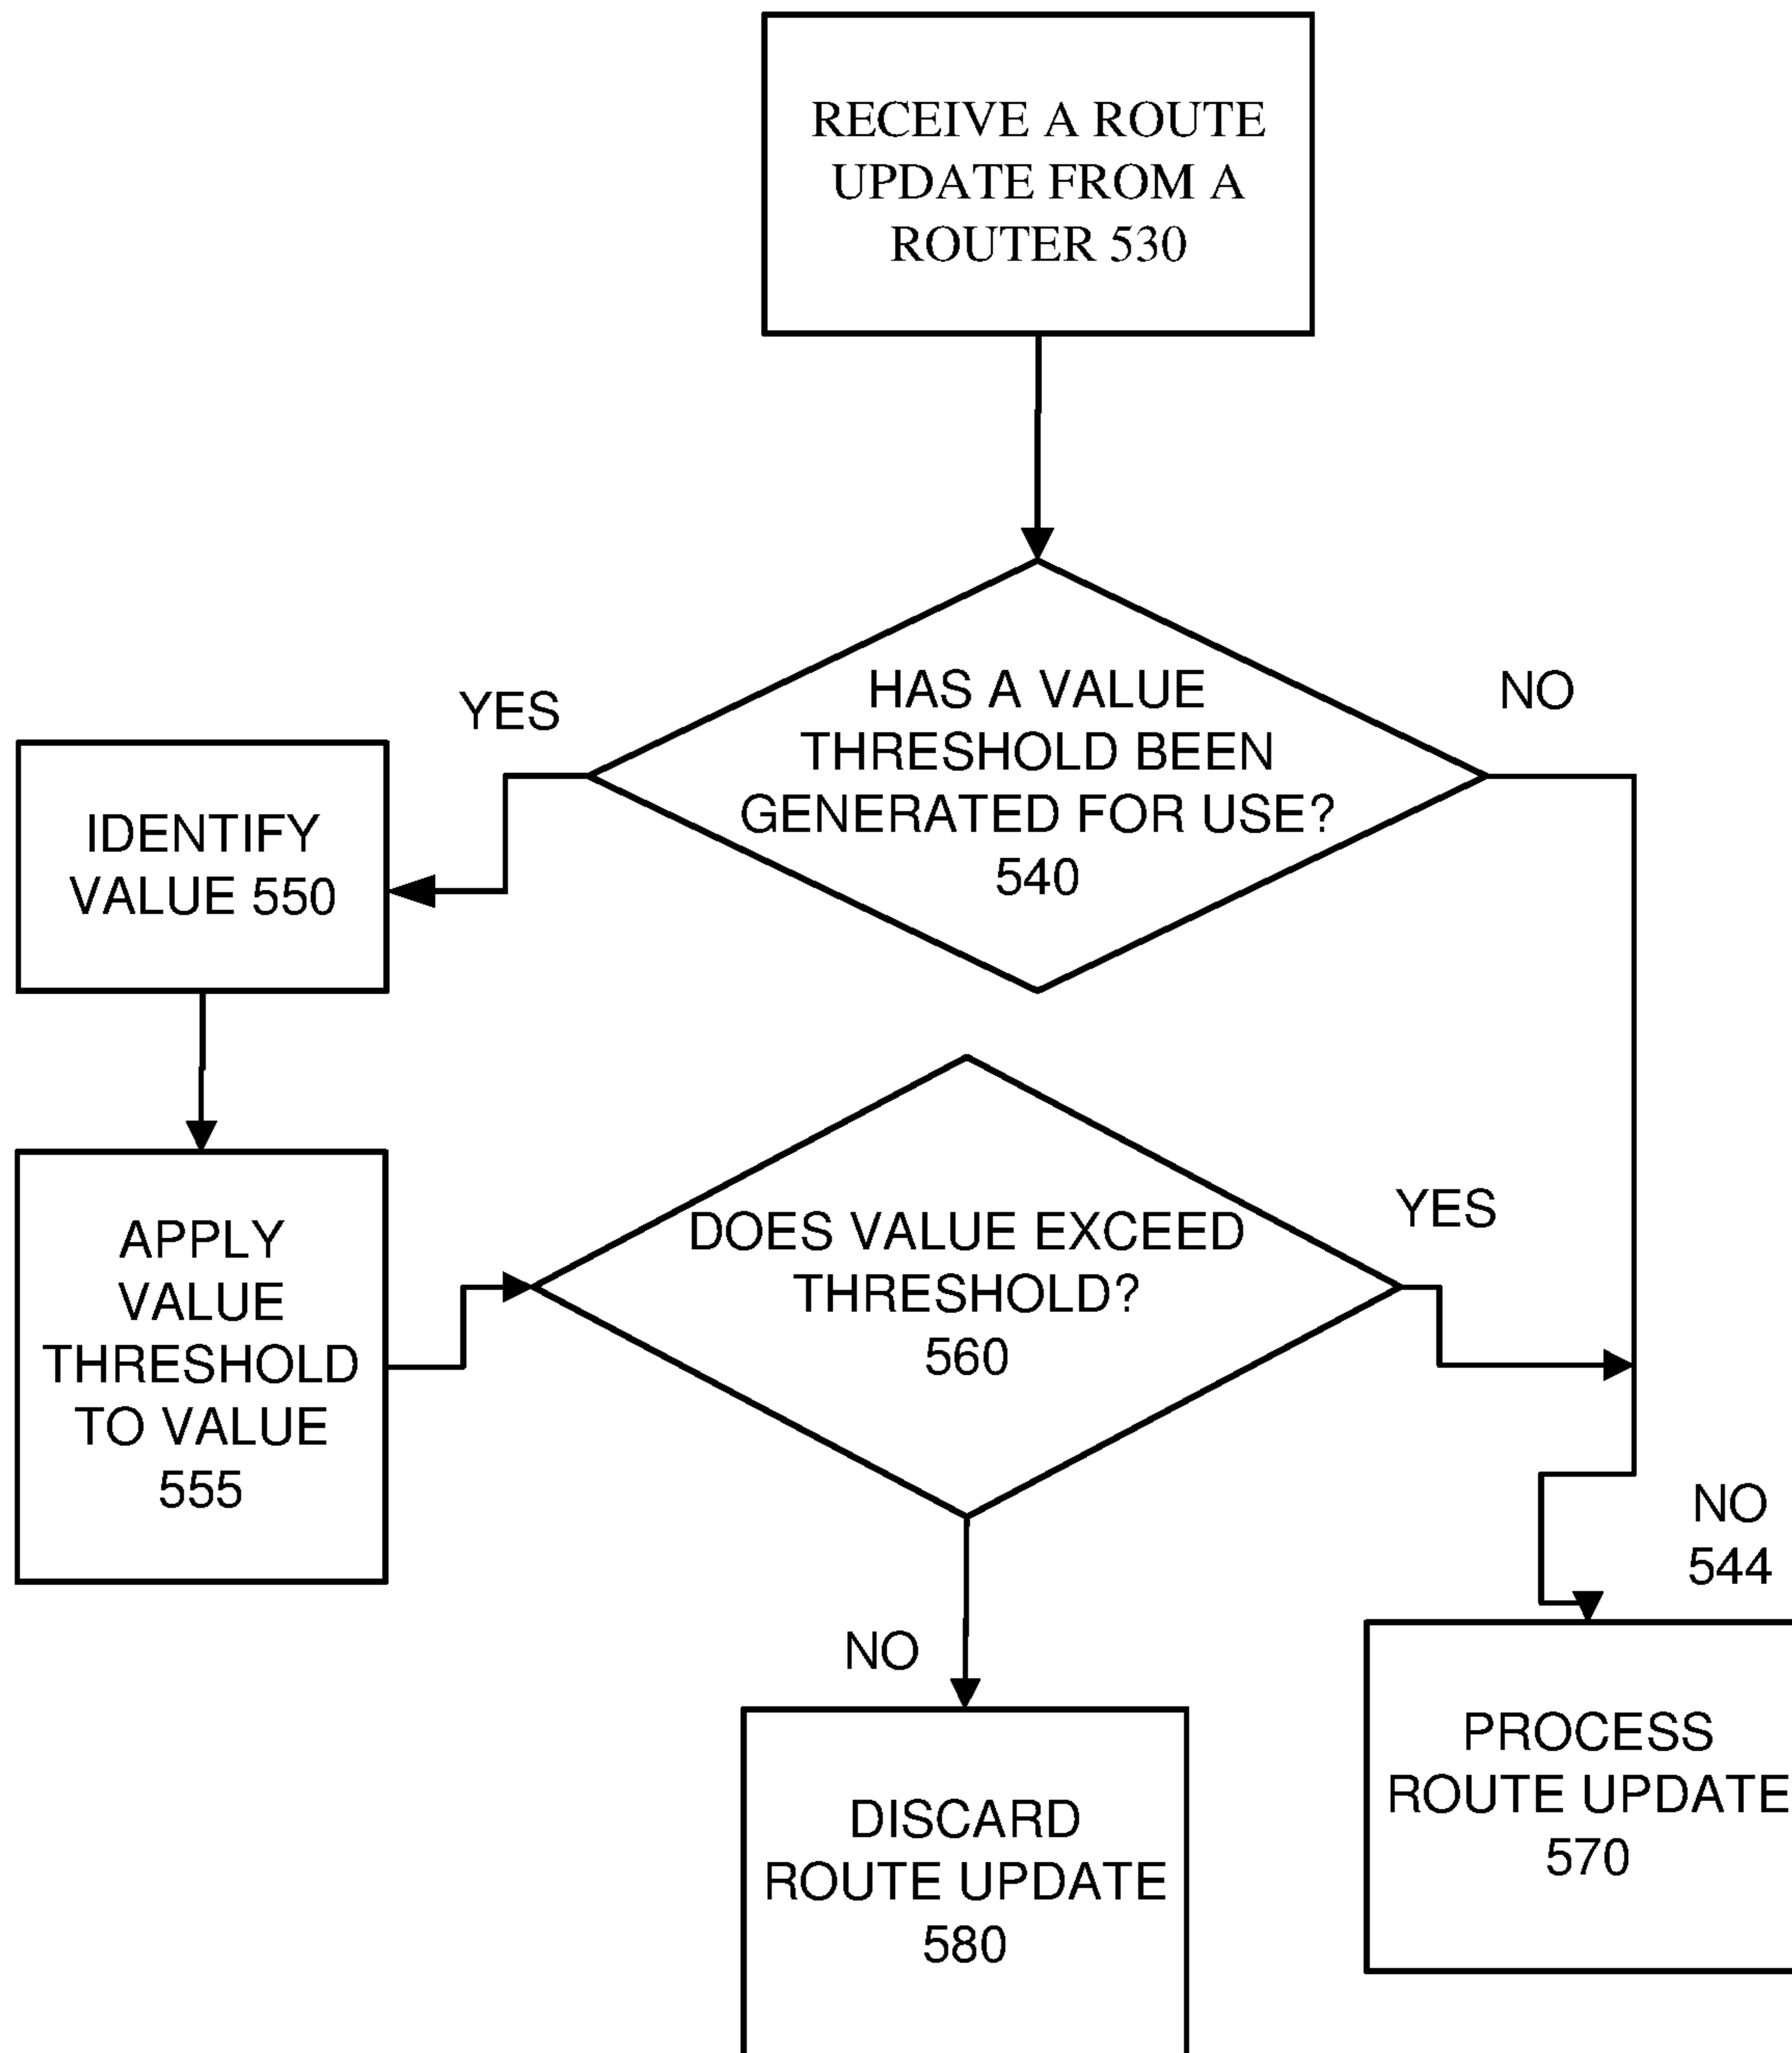 RECEIVE A ROUTE
UPDATE FROM A
ROUTER 530
HAS A VALUE
THRESHOLD BEEN
GENERATED FOR USE?
540
YES
NO
IDENTIFY
VALUE 550
APPLY
VALUE
THRESHOLD
TO VALUE
555
DOES VALUE EXCEED
THRESHOLD?
560
YES
NO
NO
544
PROCESS
ROUTE UPDATE
570
DISCARD
ROUTE UPDATE
580